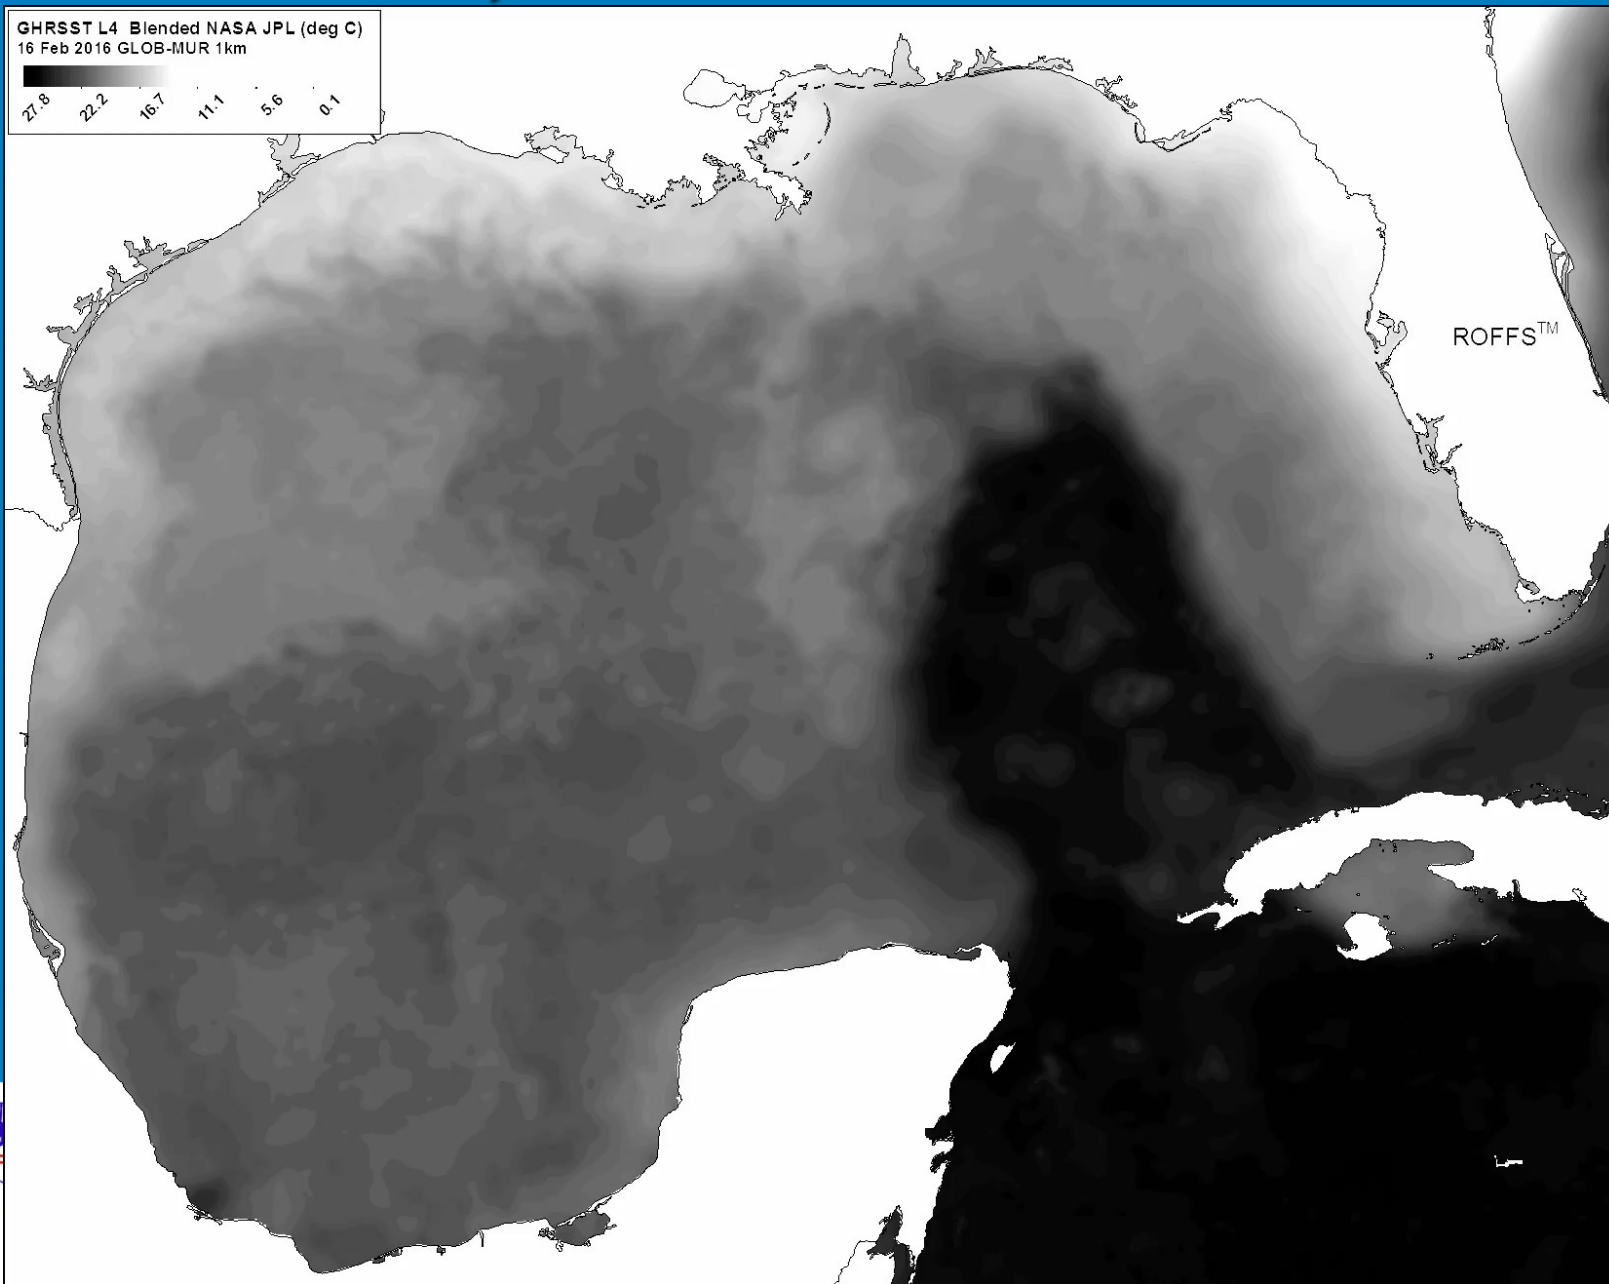 GHRSST L4 Blended NASA JPL (deg C)
16 Feb 2016 GLOB-MUR 1km
27.8 22.2 16.7 11.1 5.6 0.1
ROFFS™